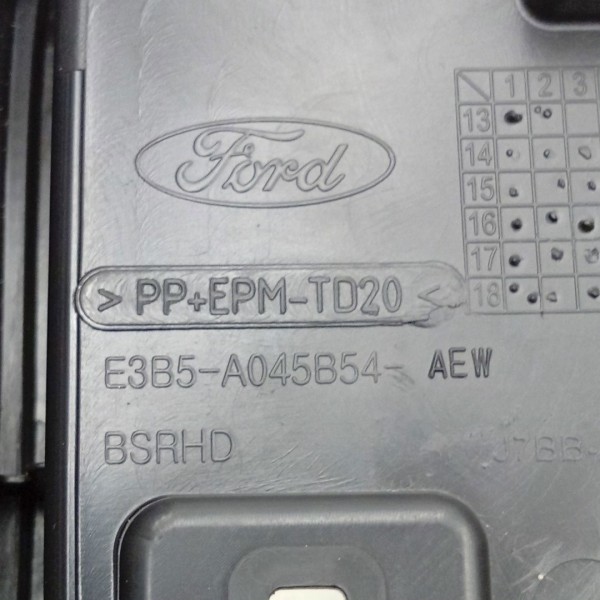 Ford
1 2 3
13
14
15
16
17
18
> PP+EPM-TD20 <
E3B5-A045B54- AEW
BSRHD